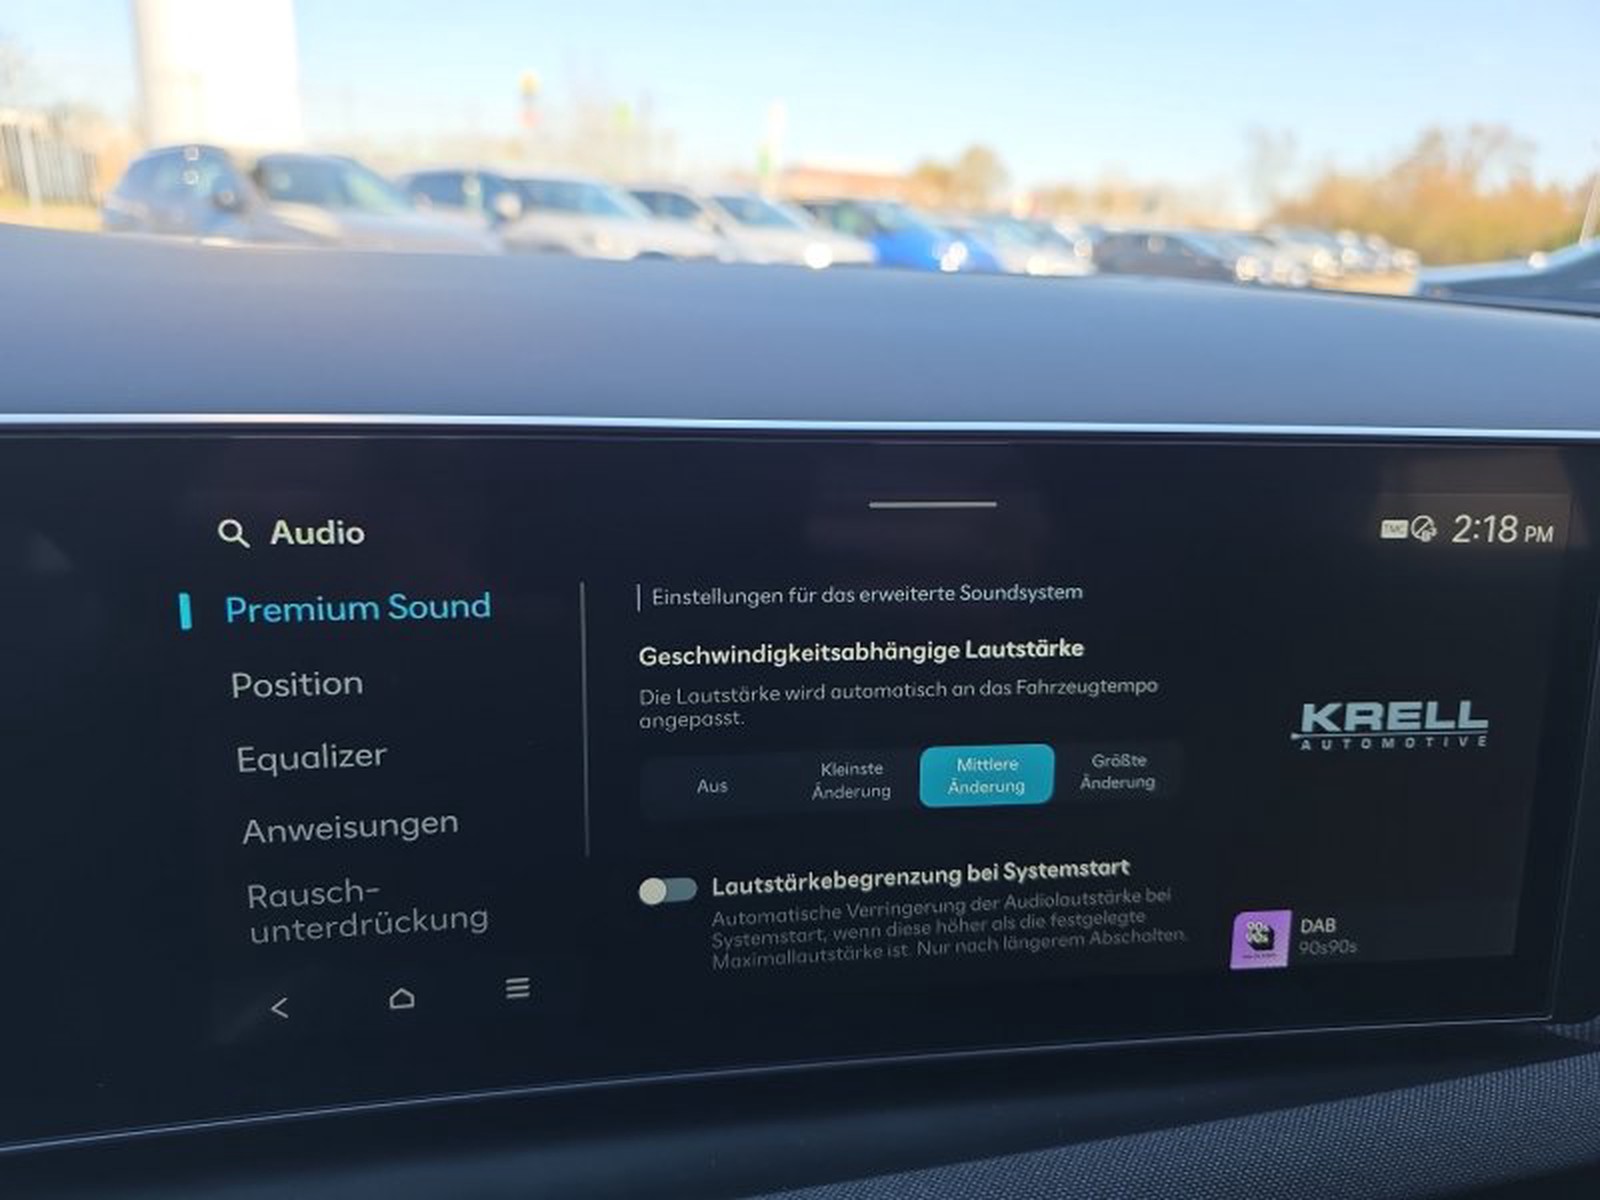 Audio
TMC
2:18 PM
Premium Sound
Position
Equalizer
Anweisungen
Rausch-
unterdrückung
Einstellungen für das erweiterte Soundsystem
Geschwindigkeitsabhängige Lautstärke
Die Lautstärke wird automatisch an das Fahrzeugtempo
angepasst.
Aus
Kleinste
Änderung
Mittlere
Änderung
Größte
Änderung
Lautstärkebegrenzung bei Systemstart
Automatische Verringerung der Audiolautstärke bei
Systemstart, wenn diese höher als die festgelegte
Maximallautstärke ist. Nur nach längerem Abschalten.
KRELL
AUTOMOTIVE
90s
90s
DAB
90s90s